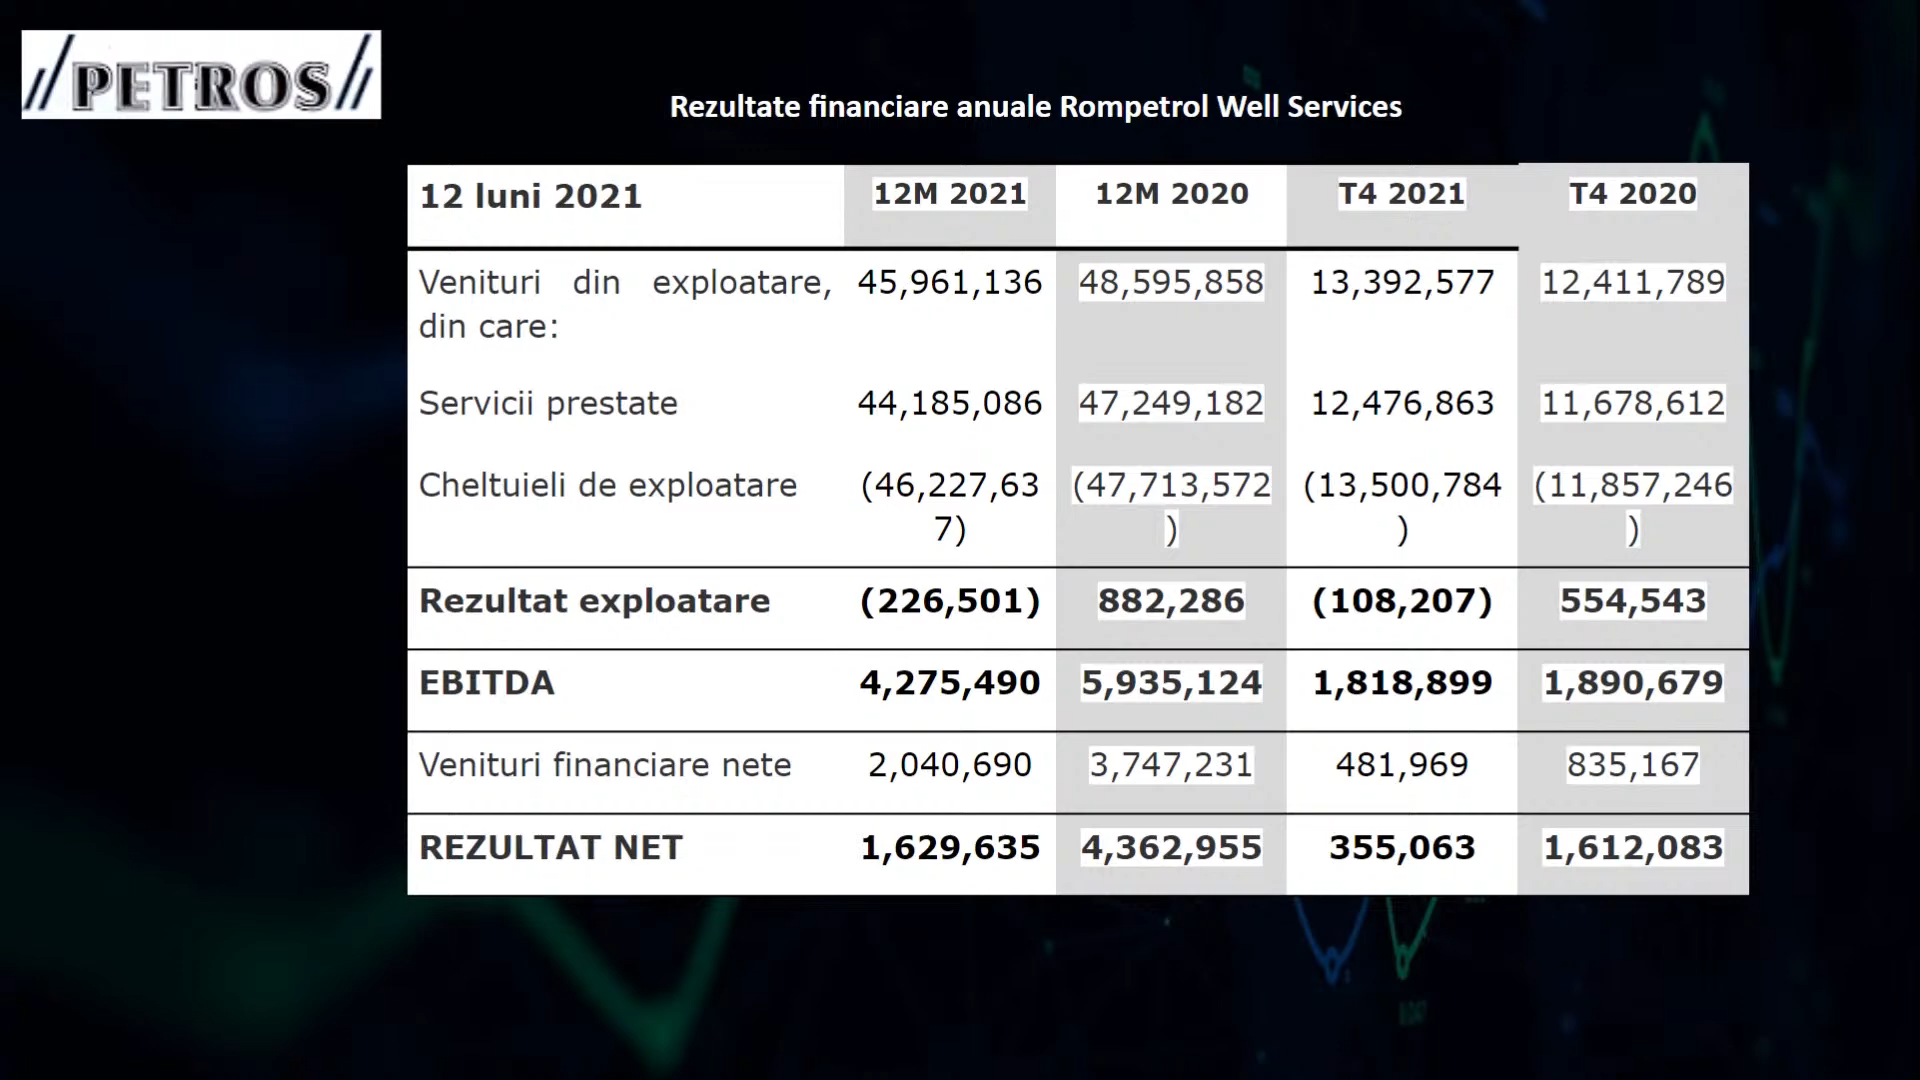 //PETROS//
Rezultate financiare anuale Rompetrol Well Services
12 luni 2021 12M 2021 12M 2020 T4 2021 T4 2020
Venituri din exploatare, 45,961,136 48,595,858 13,392,577 12,411,789
din care:
Servicii prestate 44,185,086 47,249,182 12,476,863 11,678,612
Cheltuieli de exploatare (46,227,63 (47,713,572 (13,500,784 (11,857,246
7) ) ) )
Rezultat exploatare (226,501) 882,286 (108,207) 554,543
EBITDA 4,275,490 5,935,124 1,818,899 1,890,679
Venituri financiare nete 2,040,690 3,747,231 481,969 835,167
REZULTAT NET 1,629,635 4,362,955 355,063 1,612,083